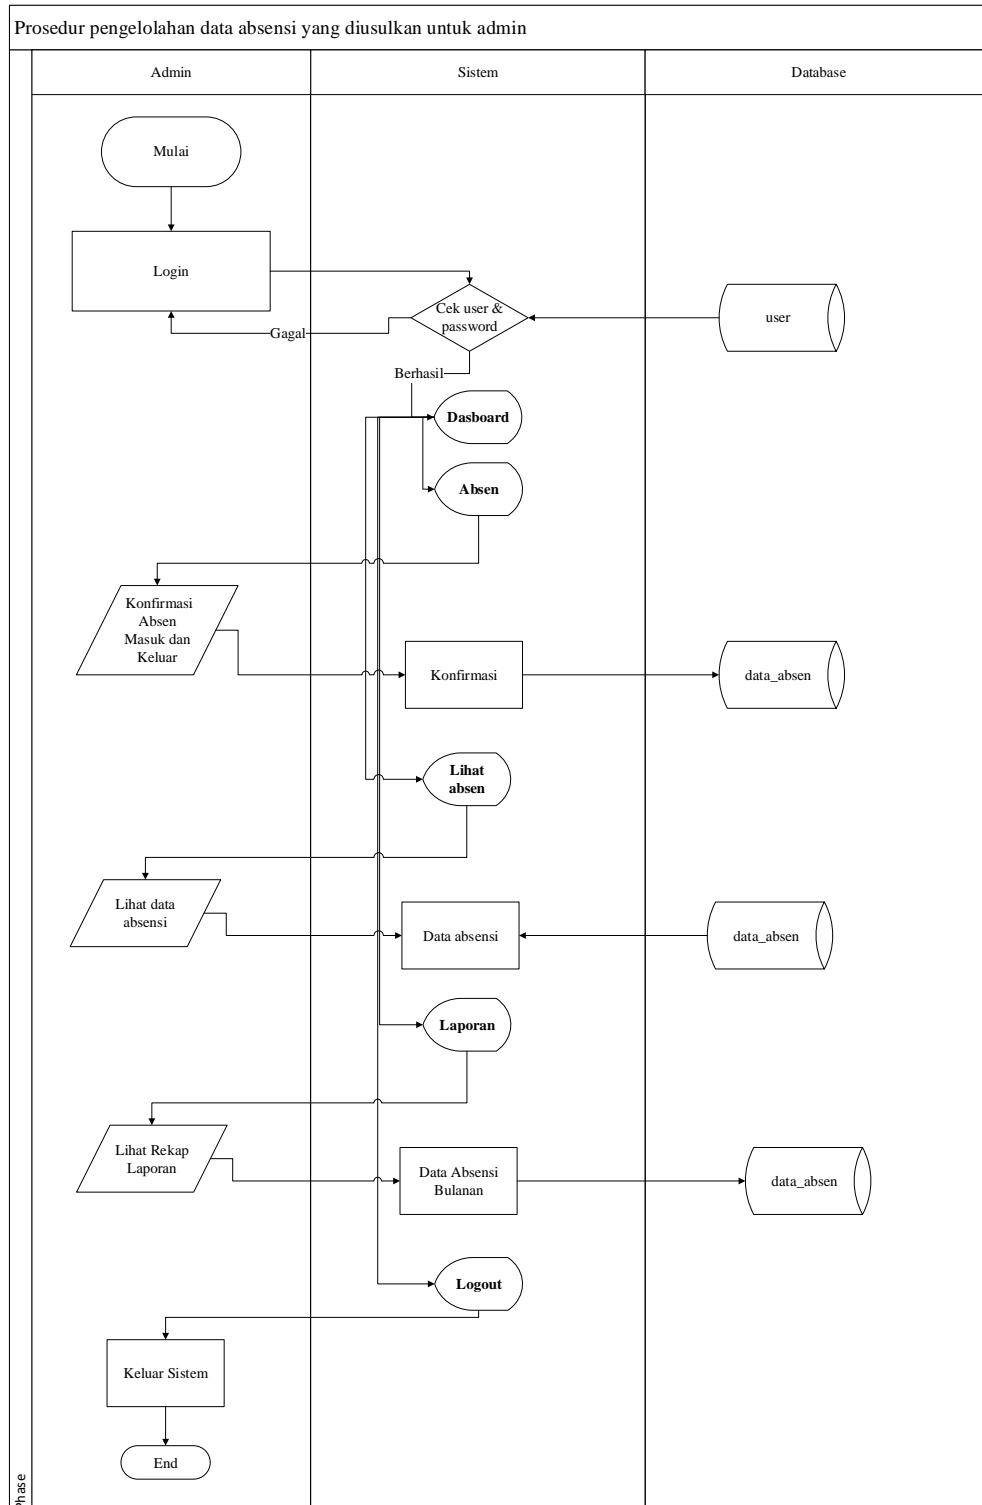 Prosedur pengelolahan data absensi yang diusulkan untuk admin
Admin
Sistem
Database
Mulai
Login
Cek user &
password
user
Gagal
Berhasil
Dasboard
Absen
Konfirmasi
Absen
Masuk dan
Keluar
Konfirmasi
data_absen
Lihat
absen
Lihat data
absensi
Data absensi
data_absen
Laporan
Lihat Rekap
Laporan
Data Absensi
Bulanan
data_absen
Logout
Keluar Sistem
End
Phase